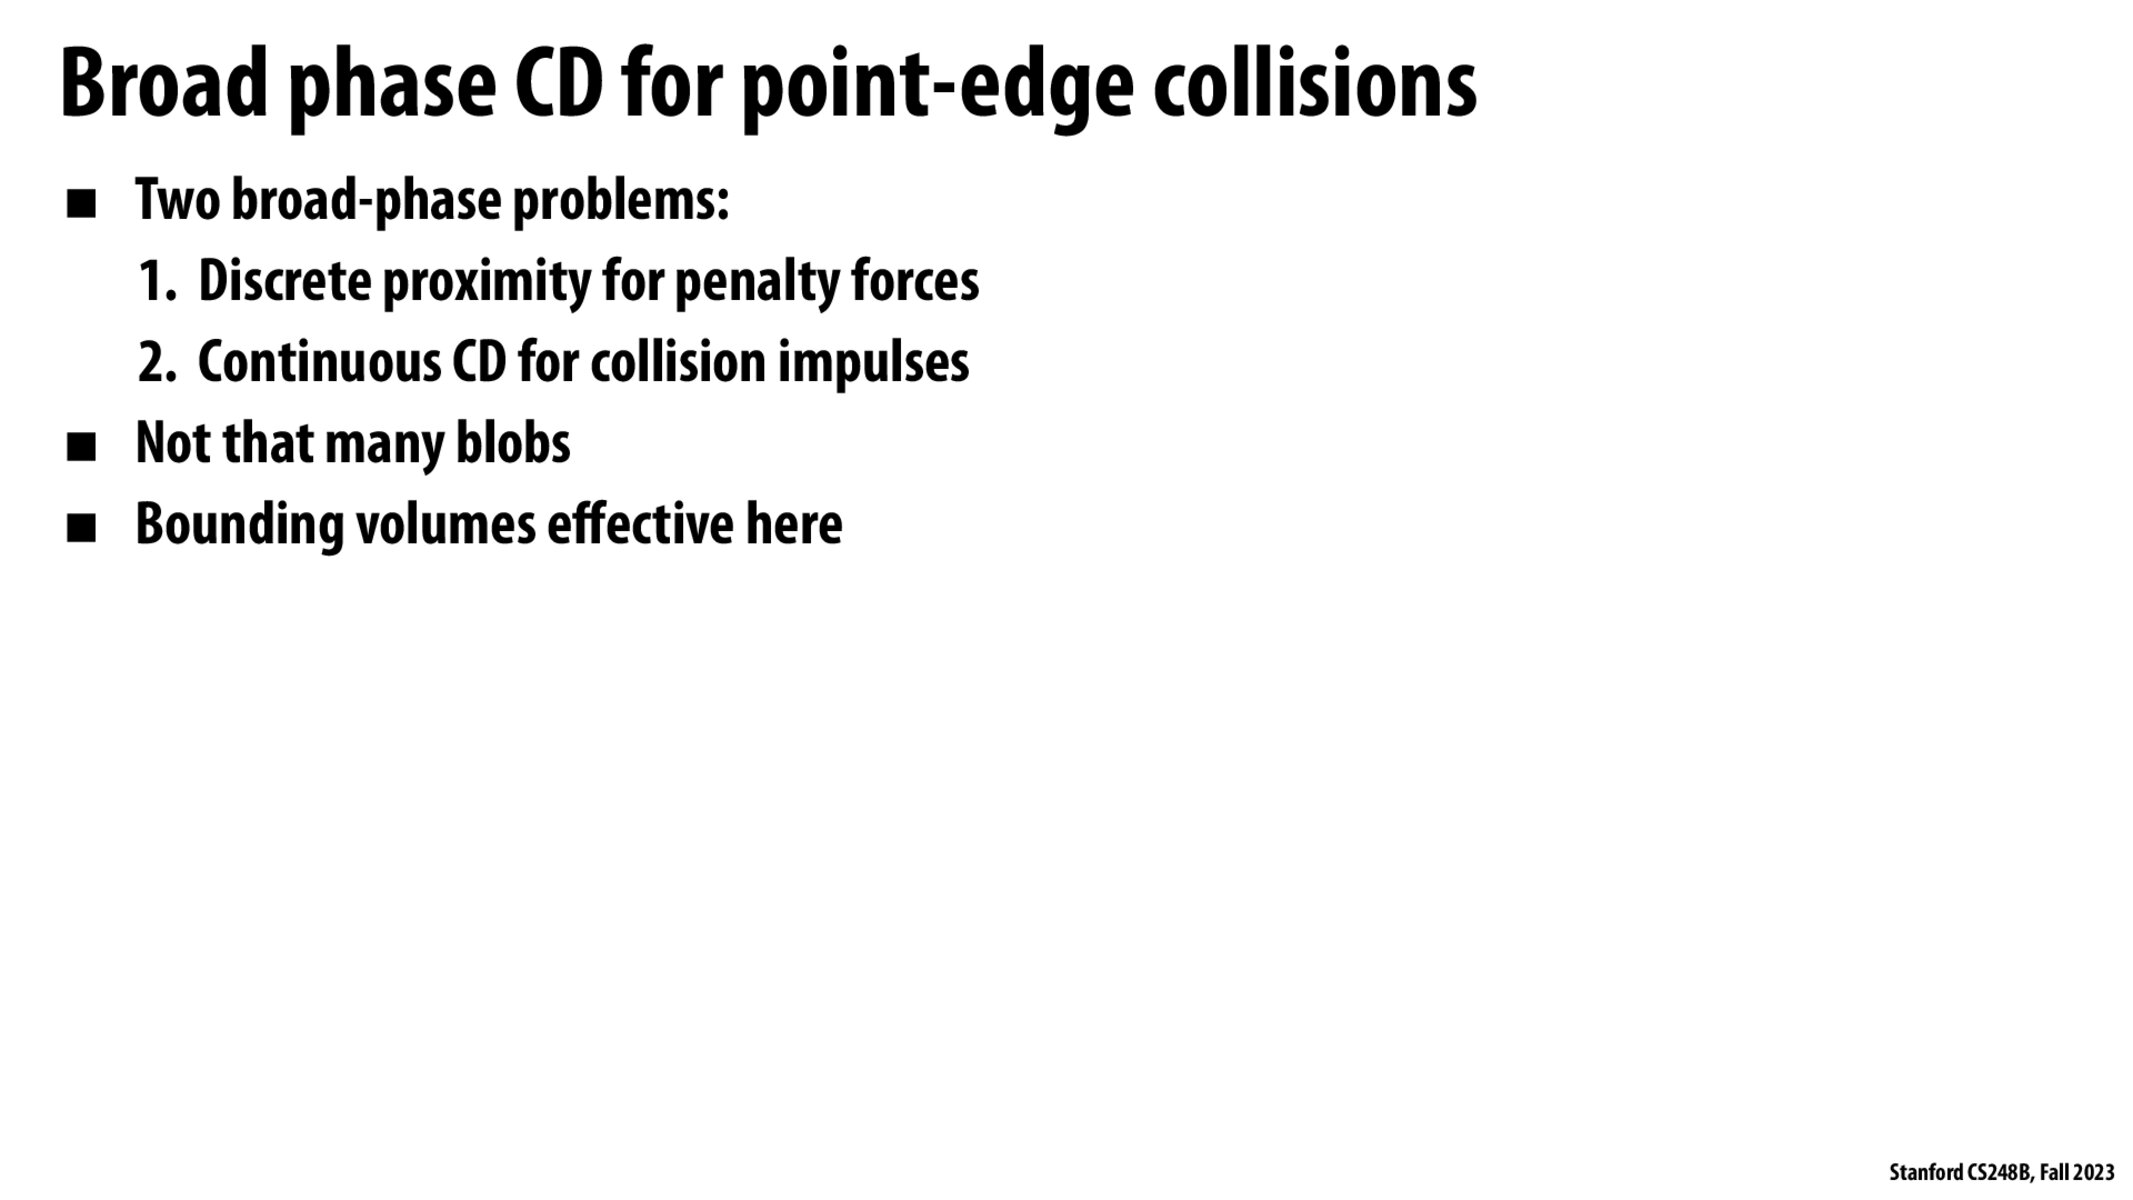 Broad phase CD for point-edge collisions
■ Two broad-phase problems:
1. Discrete proximity for penalty forces
2. Continuous CD for collision impulses
■ Not that many blobs
■ Bounding volumes effective here
Stanford CS248B, Fall 2023